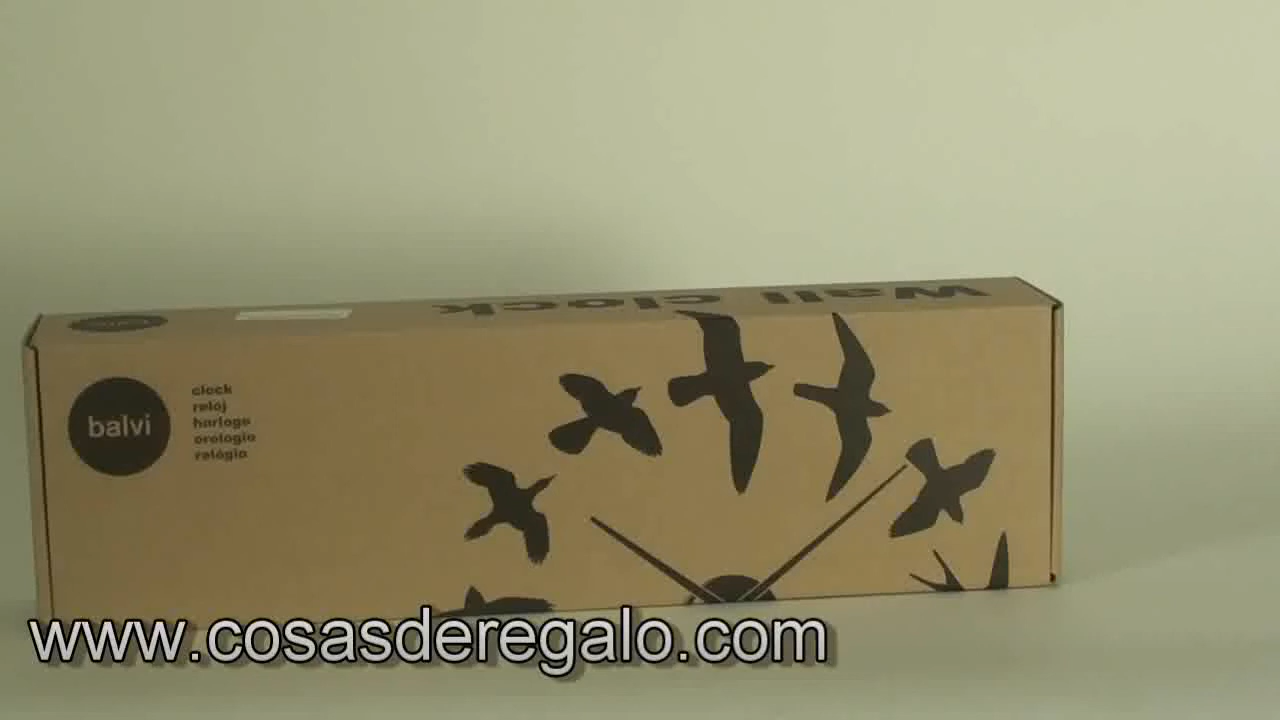 Wall clock
balvi
clock
reloj
horloge
orologio
relógio
www.cosasderegalo.com